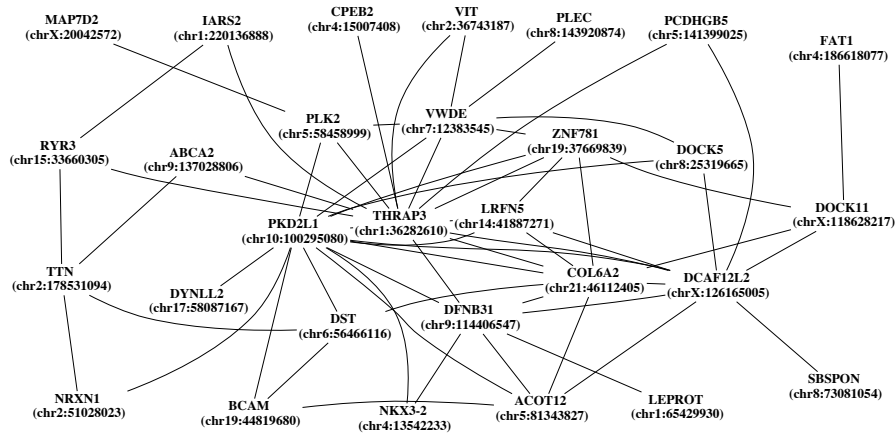 MAP7D2
(chrX:20042572)
IARS2
(chr1:220136888)
CPEB2
(chr4:15007408)
VIT
(chr2:36743187)
PLEC
(chr8:143920874)
PCDHGB5
(chr5:141399025)
FAT1
(chr4:186618077)
PLK2
(chr5:58458999)
VWDE
(chr7:12383545)
ZNF781
(chr19:37669839)
DOCK5
(chr8:25319665)
RYR3
(chr15:33660305)
ABCA2
(chr9:137028806)
PKD2L1
(chr10:100295080)
THRAP3
(chr1:36282610)
LRFN5
(chr14:41887271)
DOCK11
(chrX:118628217)
TTN
(chr2:178531094)
DYNLL2
(chr17:58087167)
DST
(chr6:56466116)
DFNB31
(chr9:114406547)
COL6A2
(chr21:46112405)
DCAF12L2
(chrX:126165005)
NRXN1
(chr2:51028023)
BCAM
(chr19:44819680)
NKX3-2
(chr4:13542233)
ACOT12
(chr5:81343827)
LEPROT
(chr1:65429930)
SBSPON
(chr8:73081054)